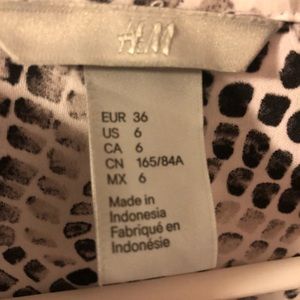 H&M
EUR 36
US 6
CA 6
CN 165/84A
MX 6
Made in
Indonesia
Fabriqué en
Indonésie